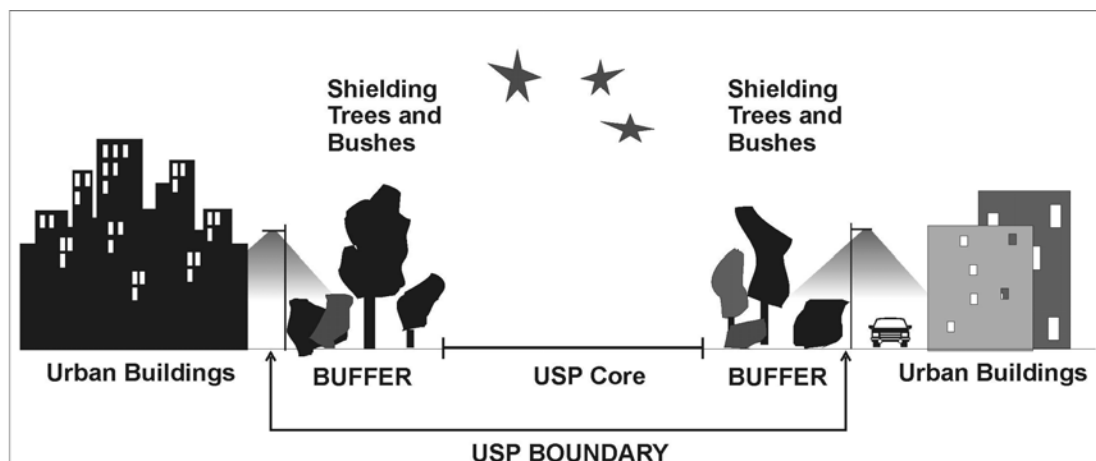 Shielding
Trees and
Bushes
Shielding
Trees and
Bushes
Urban Buildings
BUFFER
USP Core
BUFFER
Urban Buildings
USP BOUNDARY